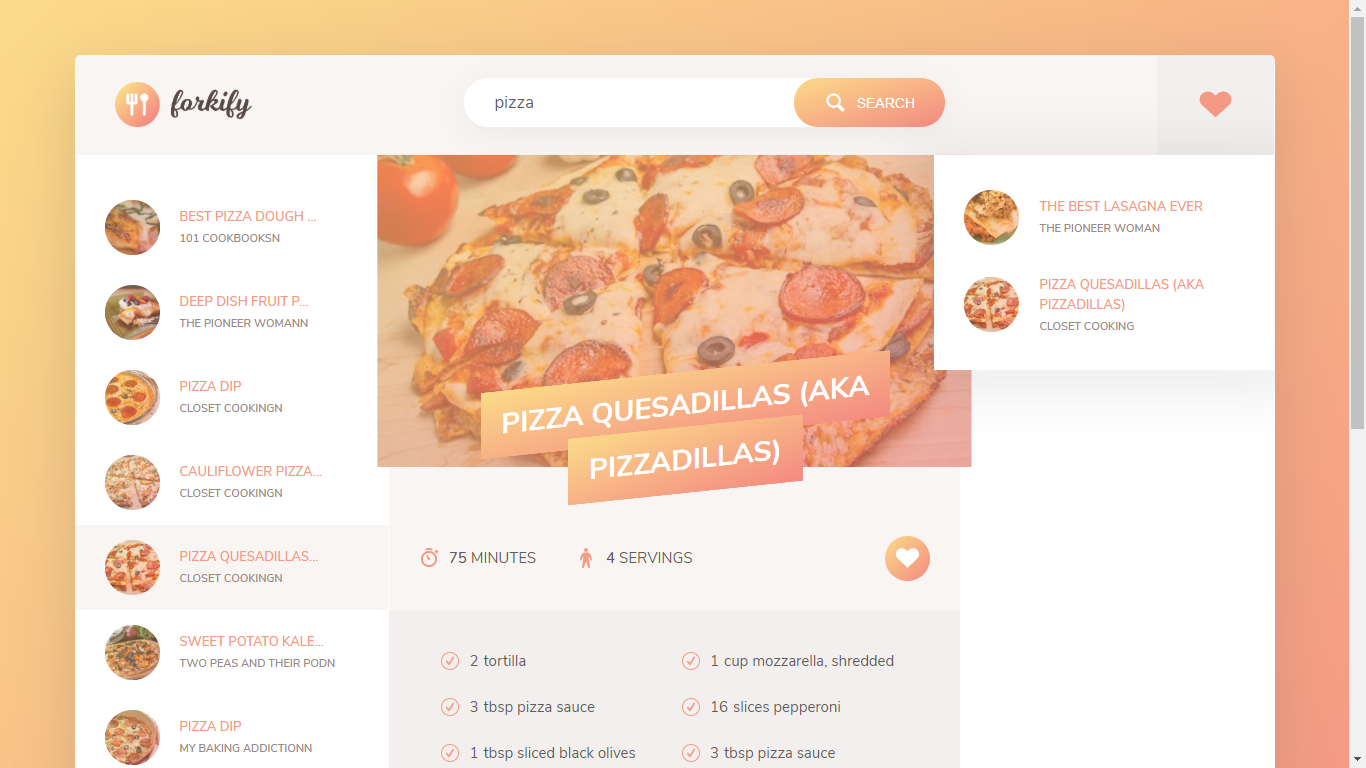 forkify
pizza
SEARCH
BEST PIZZA DOUGH ...
101 COOKBOOKSN
DEEP DISH FRUIT P...
THE PIONEER WOMANN
PIZZA DIP
CLOSET COOKINGN
CAULIFLOWER PIZZA...
CLOSET COOKINGN
PIZZA QUESADILLAS...
CLOSET COOKINGN
SWEET POTATO KALE...
TWO PEAS AND THEIR PODN
PIZZA DIP
MY BAKING ADDICTIONN
PIZZA QUESADILLAS (AKA
PIZZADILLAS)
75 MINUTES
4 SERVINGS
2 tortilla
1 cup mozzarella, shredded
3 tbsp pizza sauce
16 slices pepperoni
1 tbsp sliced black olives
3 tbsp pizza sauce
THE BEST LASAGNA EVER
THE PIONEER WOMAN
PIZZA QUESADILLAS (AKA
PIZZADILLAS)
CLOSET COOKING